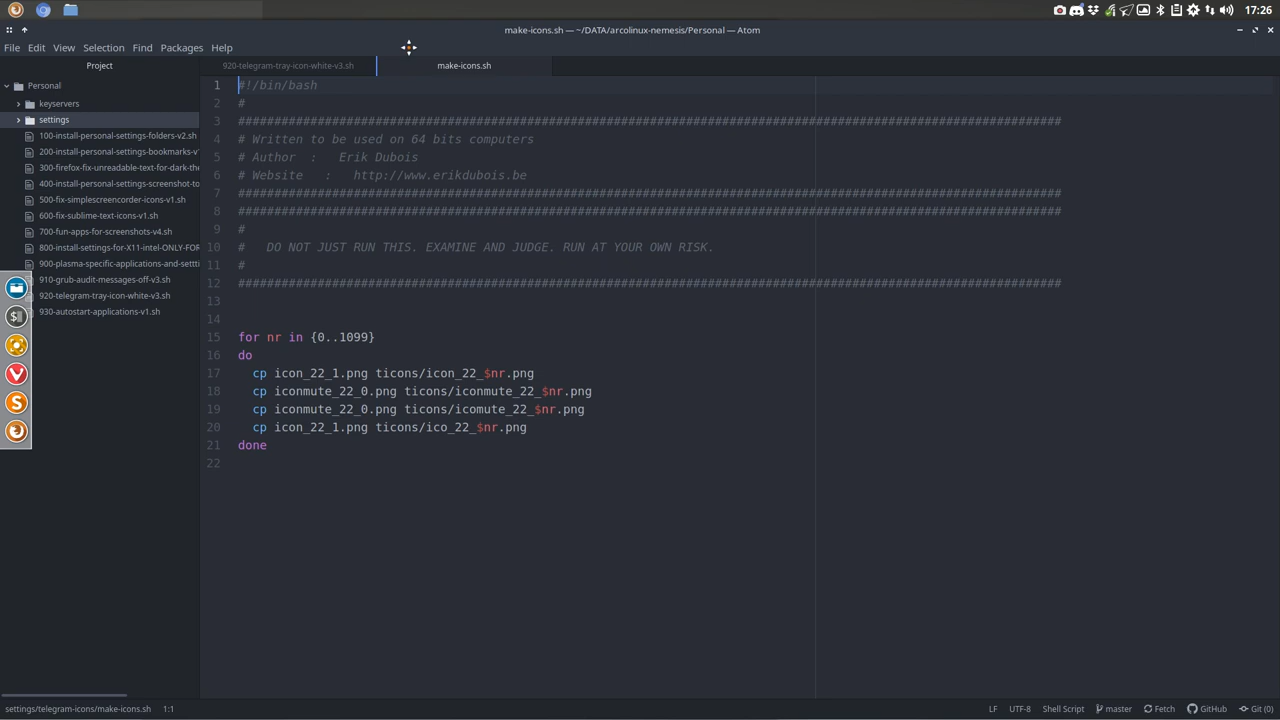 17:26
make-icons.sh — ~/DATA/arcolinux-nemesis/Personal — Atom
File Edit View Selection Find Packages Help
Project
920-telegram-tray-icon-white-v3.sh
make-icons.sh
Personal
keyservers
settings
100-install-personal-settings-folders-v2.sh
200-install-personal-settings-bookmarks-v
300-firefox-fix-unreadable-text-for-dark-the
400-install-personal-settings-screenshot-to
500-fix-simplescreencorder-icons-v1.sh
600-fix-sublime-text-icons-v1.sh
700-fun-apps-for-screenshots-v4.sh
800-install-settings-for-X11-intel-ONLY-FOR
900-plasma-specific-applications-and-settti
910-grub-audit-messages-off-v3.sh
920-telegram-tray-icon-white-v3.sh
930-autostart-applications-v1.sh
1 #!/bin/bash
2 #
3 ##################################################################################################################
4 # Written to be used on 64 bits computers
5 # Author : Erik Dubois
6 # Website : http://www.erikdubois.be
7 ##################################################################################################################
8 ##################################################################################################################
9 #
10 # DO NOT JUST RUN THIS. EXAMINE AND JUDGE. RUN AT YOUR OWN RISK.
11 #
12 ##################################################################################################################
13
14
15 for nr in {0..1099}
16 do
17 cp icon_22_1.png ticons/icon_22_$nr.png
18 cp iconmute_22_0.png ticons/iconmute_22_$nr.png
19 cp iconmute_22_0.png ticons/icomute_22_$nr.png
20 cp icon_22_1.png ticons/ico_22_$nr.png
21 done
22
settings/telegram-icons/make-icons.sh 1:1
LF UTF-8 Shell Script master Fetch GitHub Git (0)